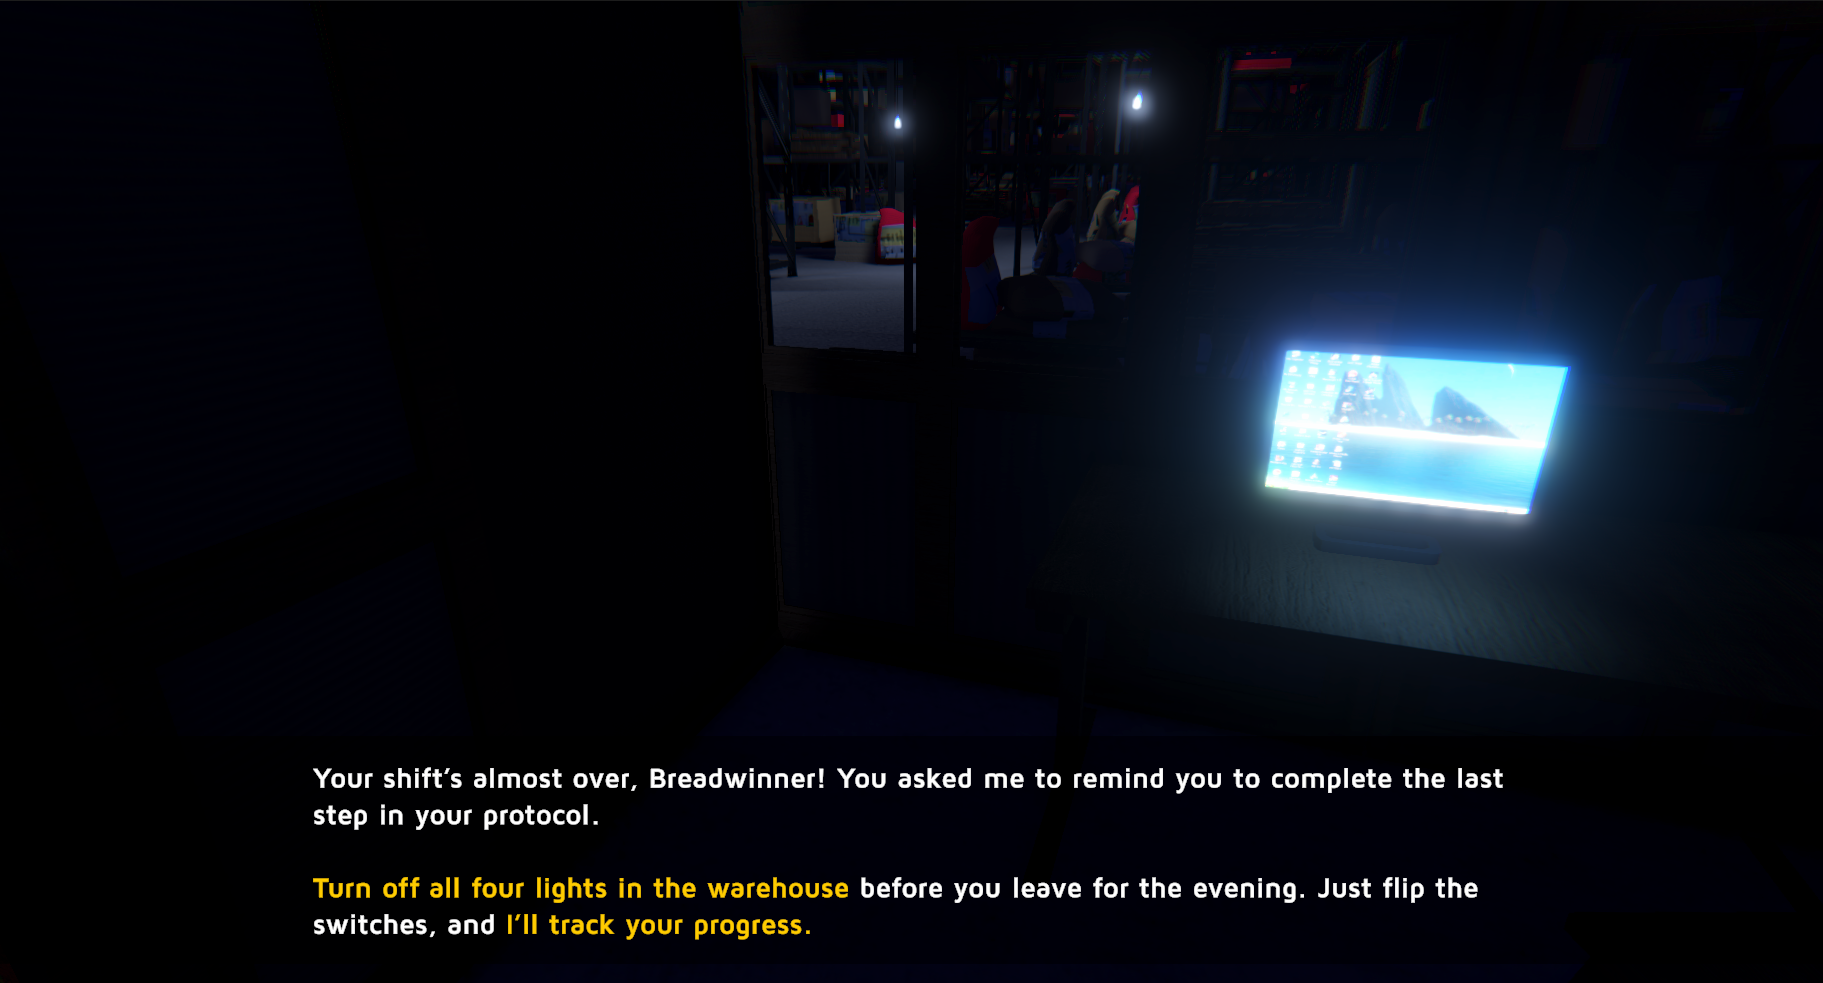 Your shift's almost over, Breadwinner! You asked me to remind you to complete the last
step in your protocol.
Turn off all four lights in the warehouse before you leave for the evening. Just flip the
switches, and I'll track your progress.